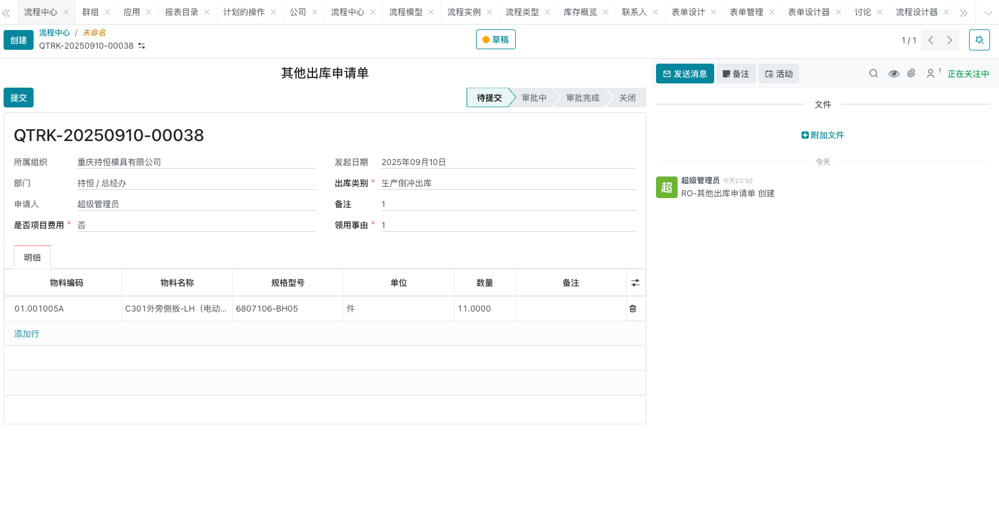 流程中心 群组 应用 报表目录 计划的操作 公司 流程中心 流程模型 流程实例 流程类型 库存概览 联系人 表单设计 表单管理 表单设计器 讨论 流程设计器
创建
流程中心 / 未命名
QTRK-20250910-00038
草稿
1 / 1
其他出库申请单
提交
待提交 审批中 审批完成 关闭
QTRK-20250910-00038
所属组织 重庆持恒模具有限公司 发起日期 2025年09月10日
部门 持恒 / 总经办 出库类别 * 生产倒冲出库
申请人 超级管理员 备注 1
是否项目费用 * 否 领用事由 * 1
明细
物料编码 物料名称 规格型号 单位 数量 备注
01.001005A C301外旁侧板-LH（电动... 6807106-BH05 件 11.0000
添加行
发送消息 备注 活动 1 正在关注中
文件
附加文件
今天
超 超级管理员 今天23:50
RO-其他出库申请单 创建